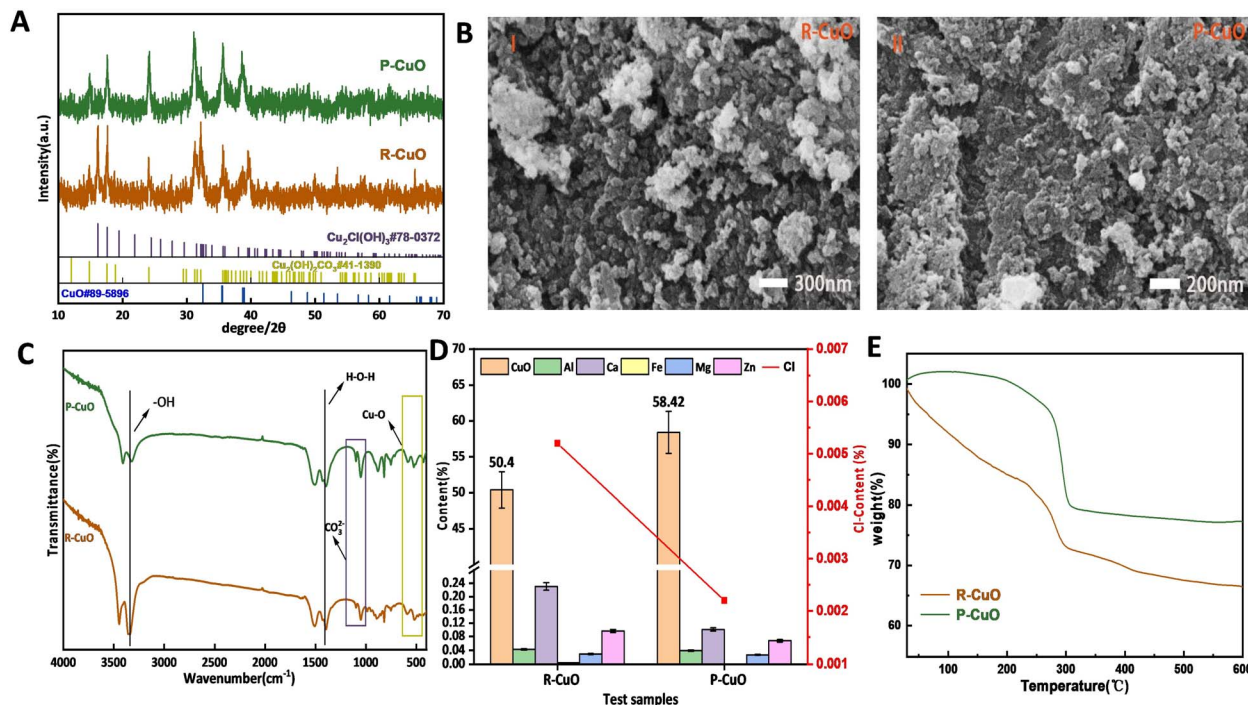 A
P-CuO
R-CuO
Cu₂Cl(OH)₃#78-0372
Cu₂(OH)₂CO₃#41-1390
CuO#89-5896
Intensity(a.u.)
10 20 30 40 50 60 70
degree/2θ
B
I
R-CuO
300nm
II
P-CuO
200nm
C
P-CuO
-OH
H-O-H
Cu-O
R-CuO
CO₃²⁻
Transmittance(%)
4000 3500 3000 2500 2000 1500 1000 500
Wavenumber(cm⁻¹)
D
CuO Al Ca Fe Mg Zn Cl
70
65
60
55
50
45
0.24
0.20
0.16
0.12
0.08
0.04
0.00
Content(%)
50.4
58.42
0.007
0.006
0.005
0.004
0.003
0.002
0.001
Cl-Content (%)
R-CuO P-CuO
Test samples
E
100
90
80
70
60
weight(%)
R-CuO
P-CuO
100 200 300 400 500 600
Temperature(℃)